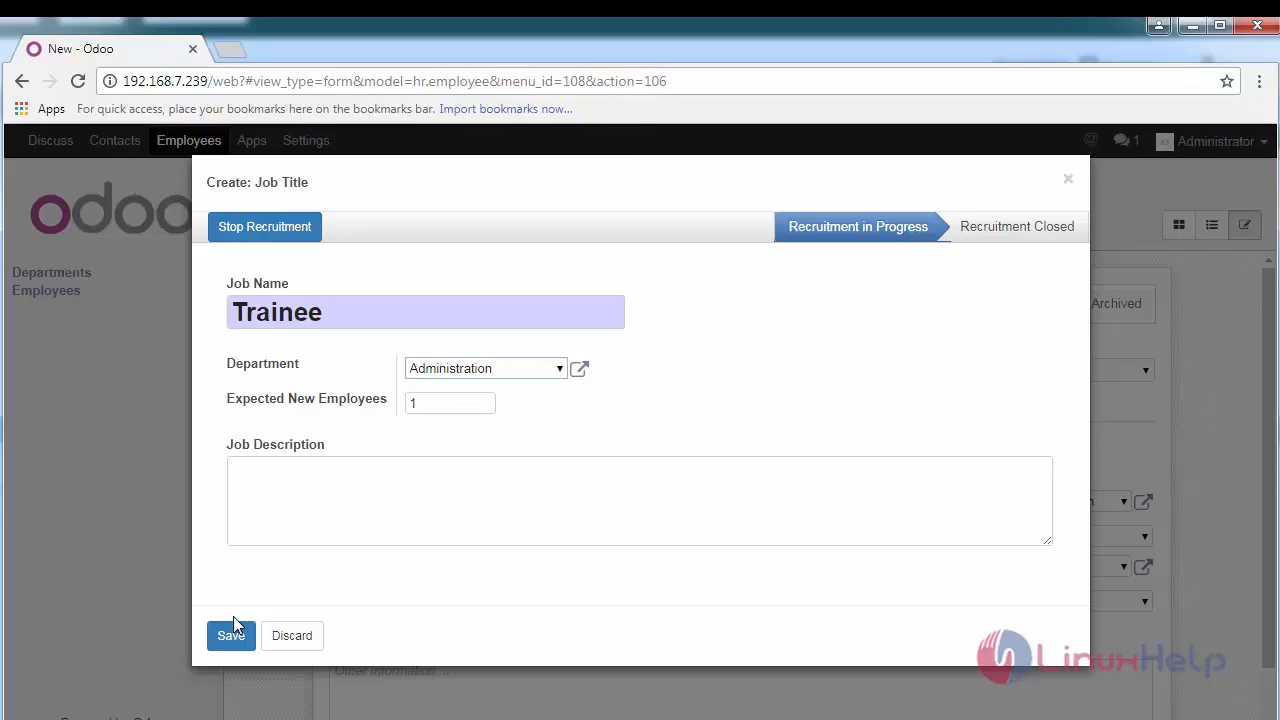 New - Odoo
192.168.7.239/web?#view_type=form&model=hr.employee&menu_id=108&action=106
Apps For quick access, place your bookmarks here on the bookmarks bar. Import bookmarks now...
Discuss Contacts Employees Apps Settings 1 Administrator
Create: Job Title ×
odoo
Stop Recruitment Recruitment in Progress Recruitment Closed
Departments
Employees
Job Name
Archived
Trainee
Department Administration
Expected New Employees 1
Job Description
Save Discard
LinuxHelp
Other Information ...